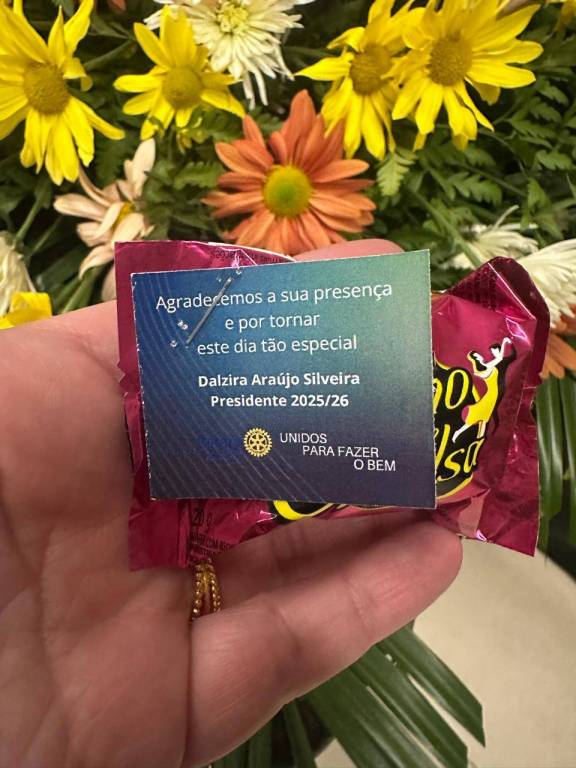 Agradecemos a sua presença
e por tornar
este dia tão especial
Dalzira Araújo Silveira
Presidente 2025/26
UNIDOS
PARA FAZER
O BEM
20 g